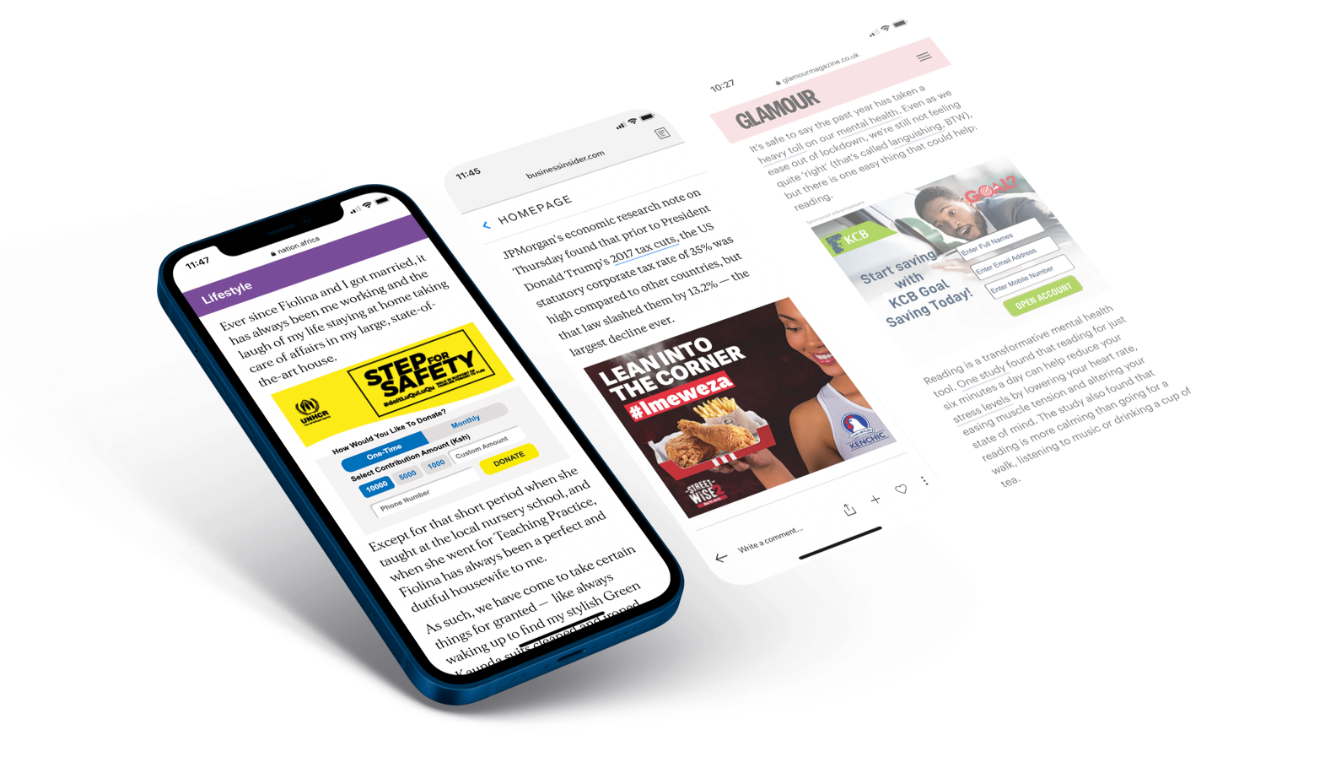 11:47
nation.africa
Lifestyle
Ever since Fiolina and I got married, it
has always been me working and the
laugh of my life staying at home taking
care of affairs in my large, state-of-
the-art house.
UNHCR
STEP FOR
SAFETY
How Would You Like To Donate?
One-Time
Monthly
Select Contribution Amount (Ksh)
10000
5000
1000
Custom Amount
Phone Number
DONATE
Except for that short period when she
taught at the local nursery school, and
when she went for Teaching Practice,
Fiolina has always been a perfect and
dutiful housewife to me.
As such, we have come to take certain
things for granted — like always
waking up to find my stylish Green
Kaunda suits cleaned and ironed
11:45
businessinsider.com
HOMEPAGE
JPMorgan's economic research note on
Thursday found that prior to President
Donald Trump's 2017 tax cuts, the US
statutory corporate tax rate of 35% was
high compared to other countries, but
that law slashed them by 13.2% — the
largest decline ever.
LEAN INTO
THE CORNER
#Imeweza
STREET
WISE 2
KENCHIC
Write a comment...
10:27
glamourmagazine.co.uk
GLAMOUR
It's safe to say the past year has taken a
heavy toll on our mental health. Even as we
ease out of lockdown, we're still not feeling
quite 'right' (that's called languishing, BTW),
but there is one easy thing that could help:
reading.
KCB
GOAL?
Start saving
with
KCB Goal
Saving Today!
Enter Full Names
Enter Email Address
Enter Mobile Number
OPEN ACCOUNT
Reading is a transformative mental health
tool. One study found that reading for just
six minutes a day can help reduce your
stress levels by lowering your heart rate,
easing muscle tension and altering your
state of mind. The study also found that
reading is more calming than going for a
walk, listening to music or drinking a cup of
tea.